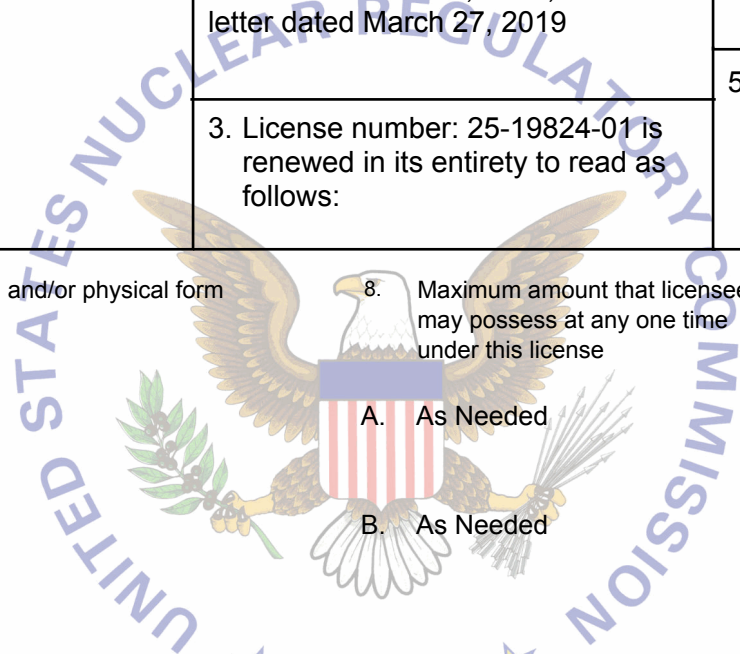 letter dated March 27, 2019
5
3. License number: 25-19824-01 is
renewed in its entirety to read as
follows:
and/or physical form
8. Maximum amount that licensee
may possess at any one time
under this license
A. As Needed
B. As Needed
UNITED STATES NUCLEAR REGULATORY COMMISSION